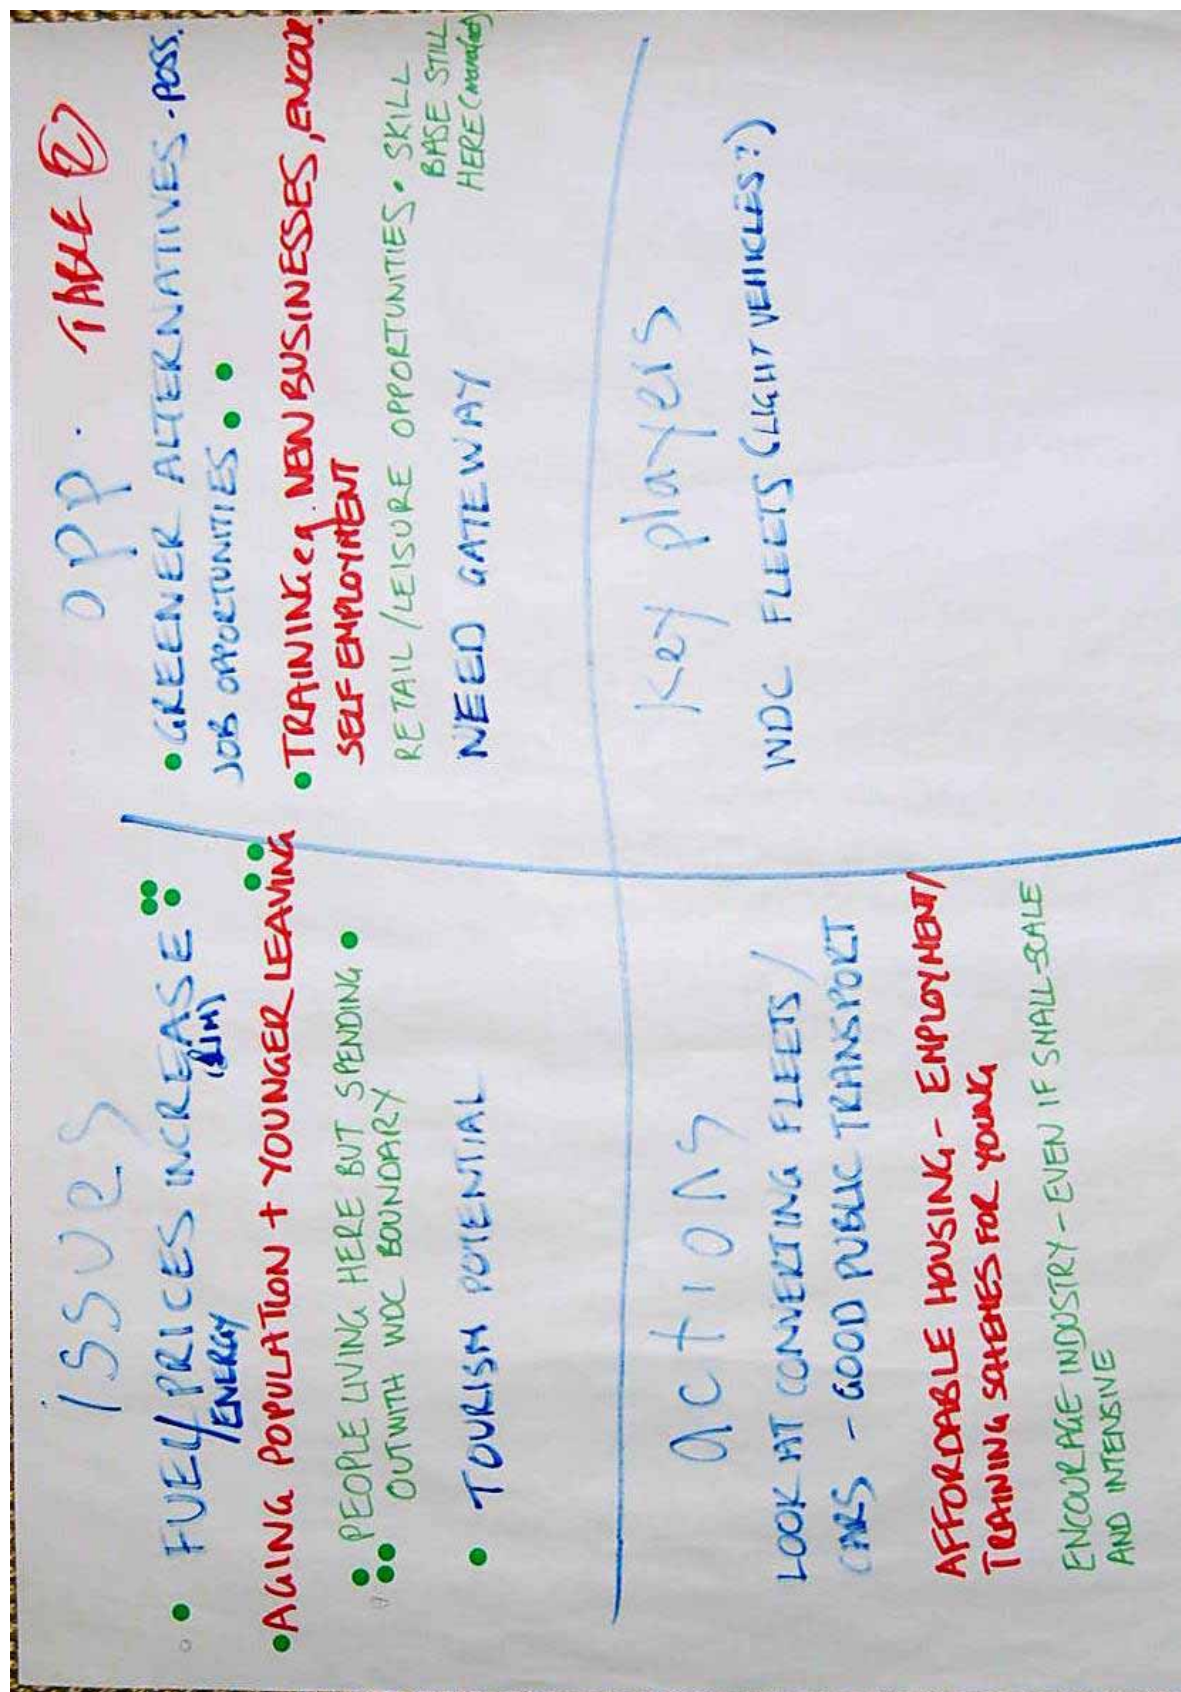 TABLE 2
issues
• FUEL/PRICES INCREASE
/ENERGY
• AGING POPULATION + YOUNGER LEAVING
• PEOPLE LIVING HERE BUT SPENDING
OUTWITH WDC BOUNDARY
• TOURISM POTENTIAL
opp.
• GREENER ALTERNATIVES • POSS.
JOB OPPORTUNITIES
• TRAINING eg. NEW BUSINESSES, ENCOUR.
SELF EMPLOYMENT
RETAIL/LEISURE OPPORTUNITIES • SKILL
BASE STILL
HERE
NEED GATEWAY
actions
LOOK AT CONVERTING FLEETS/
CARS - GOOD PUBLIC TRANSPORT
AFFORDABLE HOUSING - EMPLOYMENT/
TRAINING SCHEMES FOR YOUNG
ENCOURAGE INDUSTRY - EVEN IF SMALL-SCALE
AND INTENSIVE
key players
WDC FLEETS (LIGHT VEHICLES?)